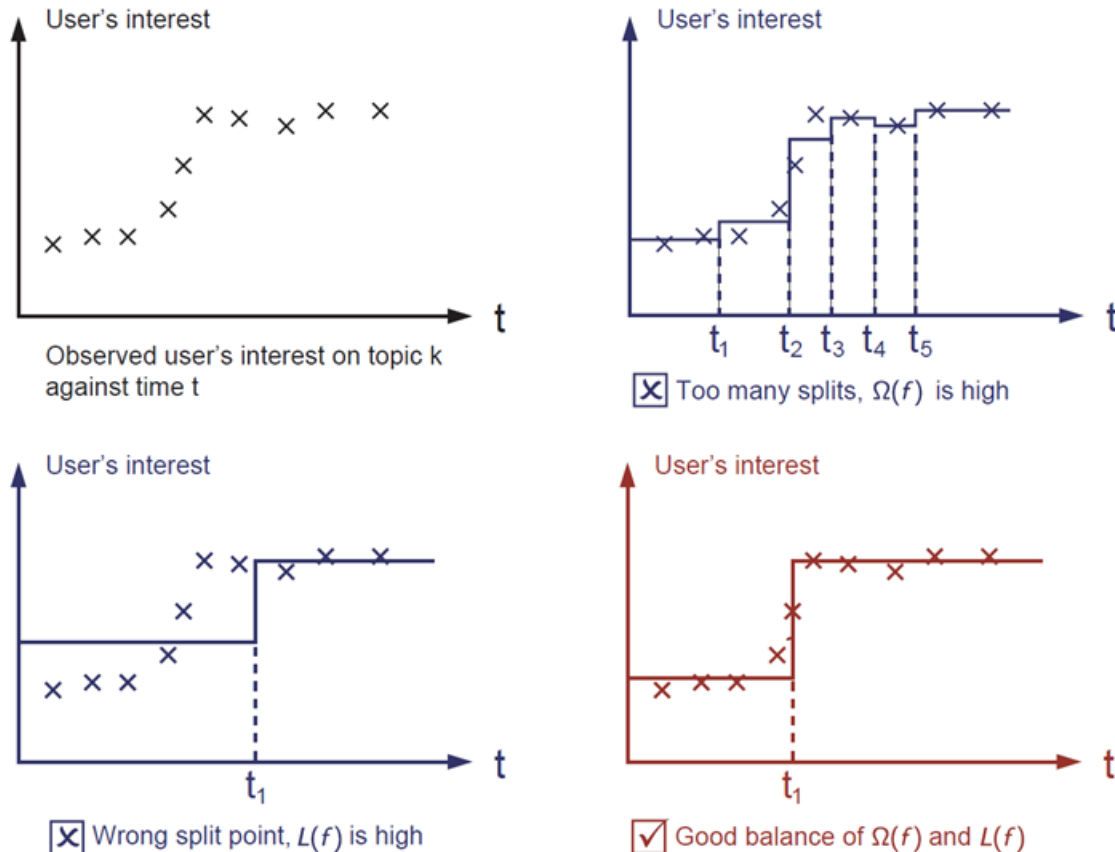 User's interest
t
Observed user's interest on topic k
against time t
User's interest
t
t₁ t₂ t₃ t₄ t₅
Too many splits, Ω(f) is high
User's interest
t
t₁
Wrong split point, L(f) is high
User's interest
t
t₁
Good balance of Ω(f) and L(f)